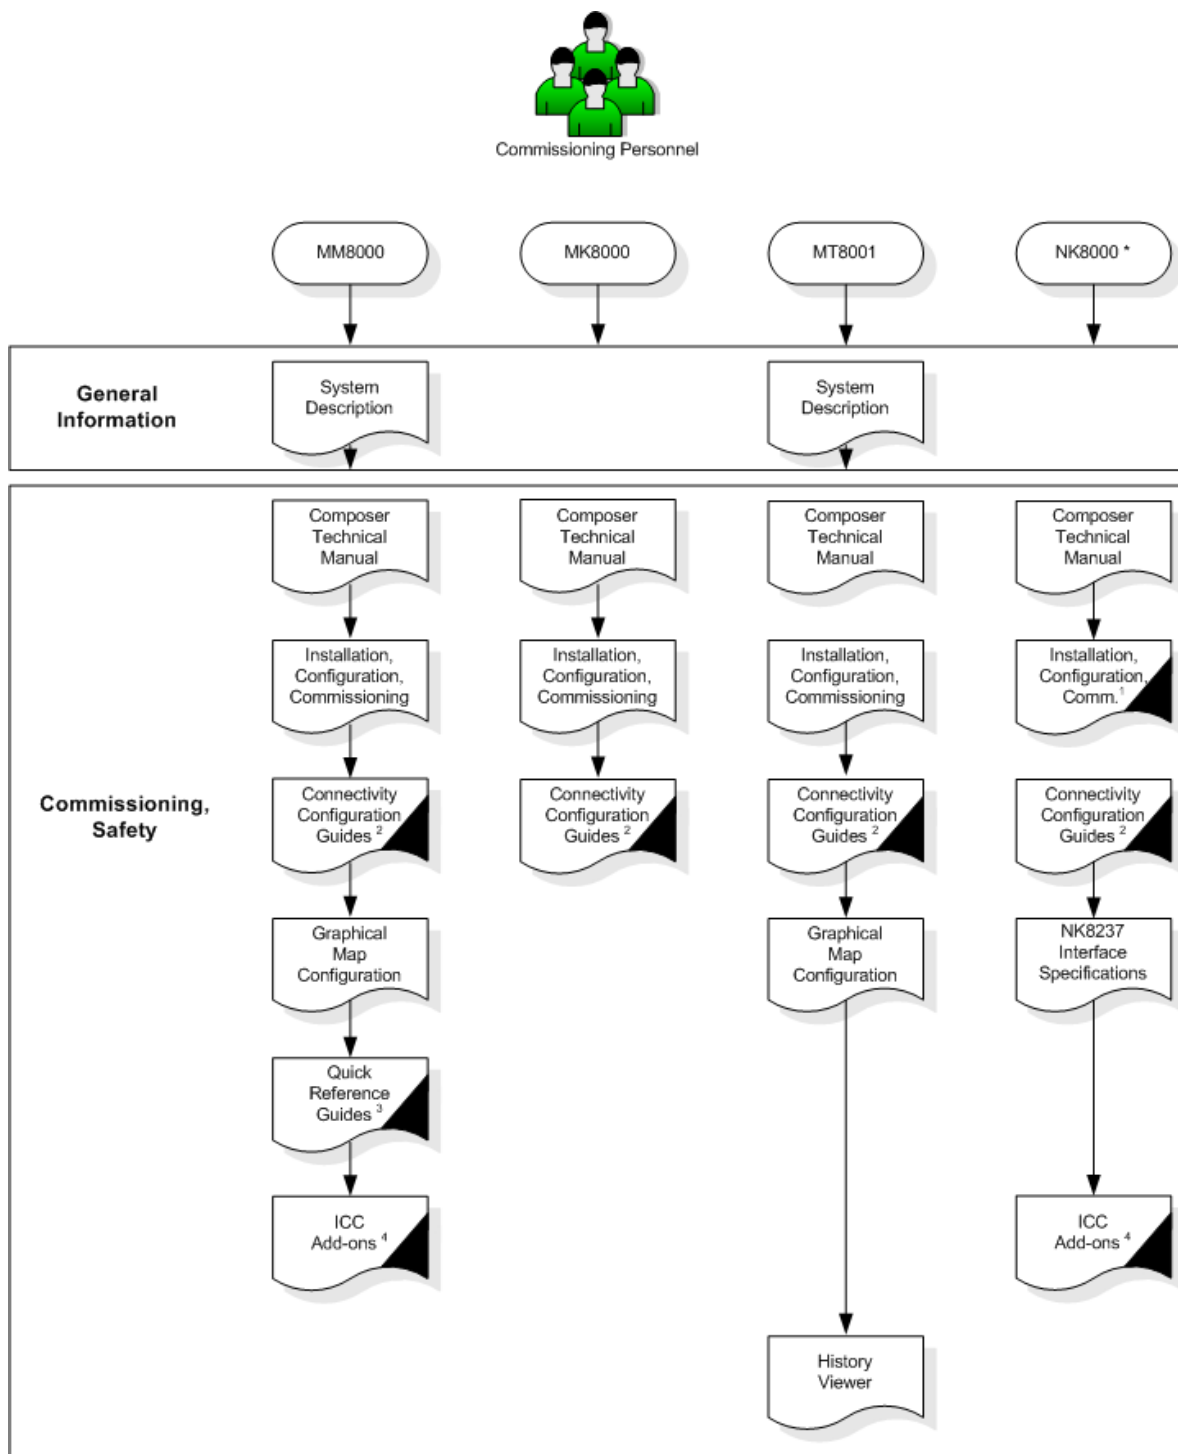 Commissioning Personnel
MM8000
MK8000
MT8001
NK8000 *
General
Information
System
Description
System
Description
Commissioning,
Safety
Composer
Technical
Manual
Composer
Technical
Manual
Composer
Technical
Manual
Composer
Technical
Manual
Installation,
Configuration,
Commissioning
Installation,
Configuration,
Commissioning
Installation,
Configuration,
Commissioning
Installation,
Configuration,
Comm.¹
Connectivity
Configuration
Guides ²
Connectivity
Configuration
Guides ²
Connectivity
Configuration
Guides ²
Connectivity
Configuration
Guides ²
Graphical
Map
Configuration
Graphical
Map
Configuration
NK8237
Interface
Specifications
Quick
Reference
Guides ³
ICC
Add-ons ⁴
ICC
Add-ons ⁴
History
Viewer